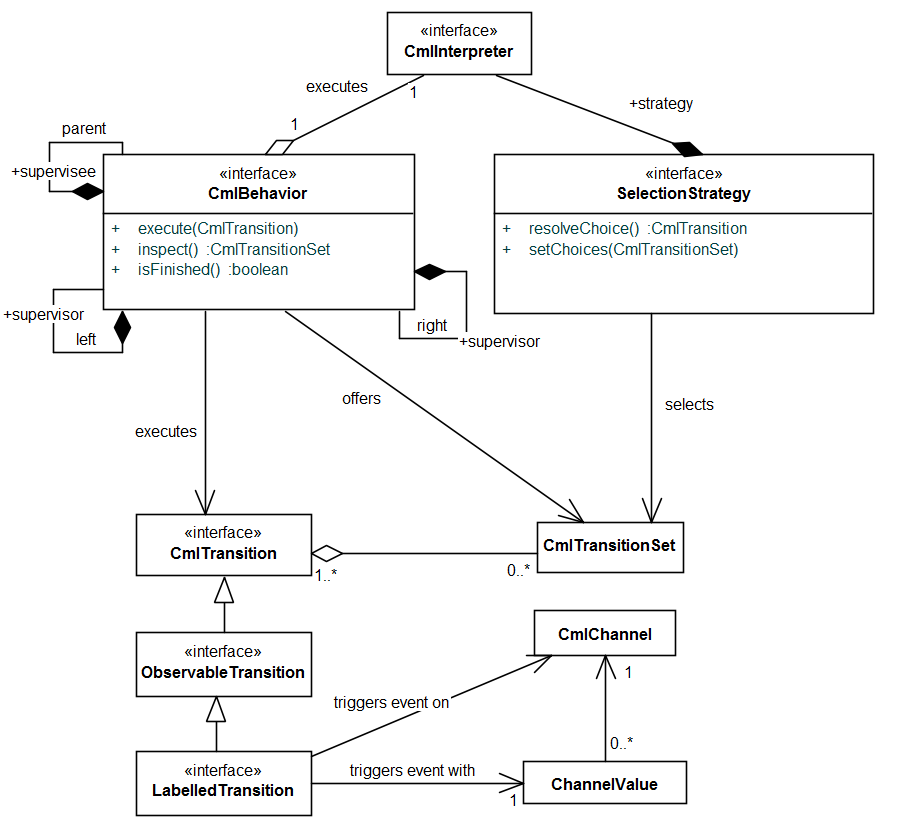 «interface»
CmlInterpreter
executes
1
+strategy
1
parent
+supervisee
«interface»
CmlBehavior
+ execute(CmlTransition)
+ inspect() :CmlTransitionSet
+ isFinished() :boolean
«interface»
SelectionStrategy
+ resolveChoice() :CmlTransition
+ setChoices(CmlTransitionSet)
+supervisor
left
right
+supervisor
offers
selects
executes
«interface»
CmlTransition
1..*
0..*
CmlTransitionSet
«interface»
ObservableTransition
CmlChannel
1
triggers event on
0..*
«interface»
LabelledTransition
triggers event with
1
ChannelValue